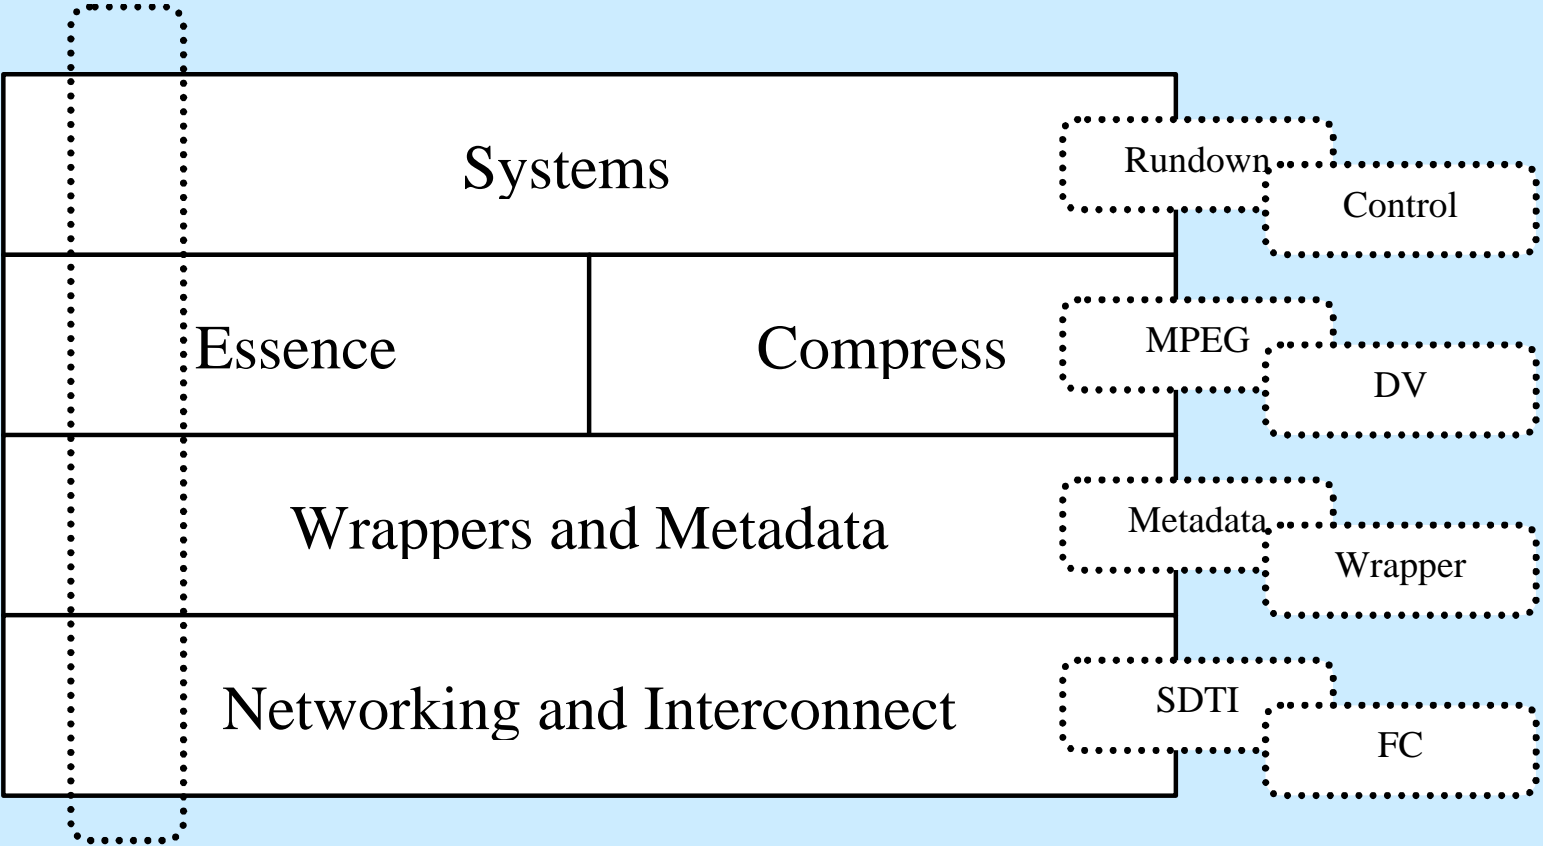 Systems
Rundown
Control
Essence
Compress
MPEG
DV
Wrappers and Metadata
Metadata
Wrapper
Networking and Interconnect
SDTI
FC